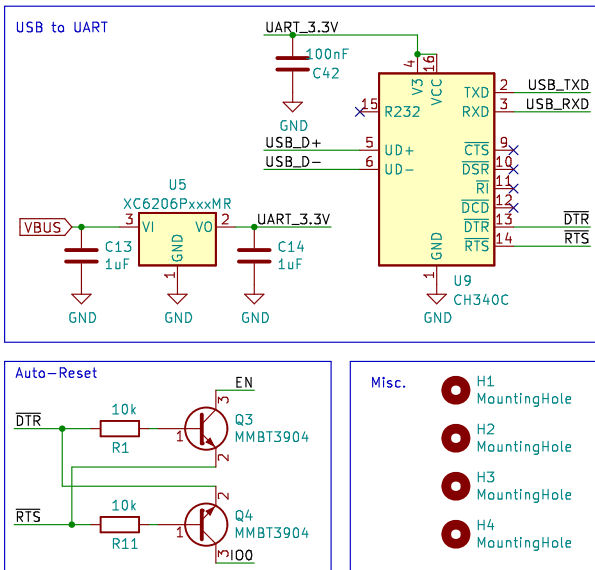 USB to UART
UART_3.3V
100nF
C42
GND
4
16
V3
VCC
15
R232
TXD
2
USB_TXD
RXD
3
USB_RXD
USB_D+
5
UD+
USB_D-
6
UD-
CTS
9
DSR
10
RI
11
DCD
12
DTR
13
DTR
RTS
14
RTS
GND
1
U9
CH340C
GND
U5
XC6206PxxxMR
VBUS
3
VI
VO
2
UART_3.3V
GND
1
C13
1uF
C14
1uF
GND
GND
GND
Auto-Reset
EN
DTR
10k
R1
1
3
Q3
MMBT3904
2
RTS
10k
R11
1
2
Q4
MMBT3904
3
IO0
Misc.
H1
MountingHole
H2
MountingHole
H3
MountingHole
H4
MountingHole